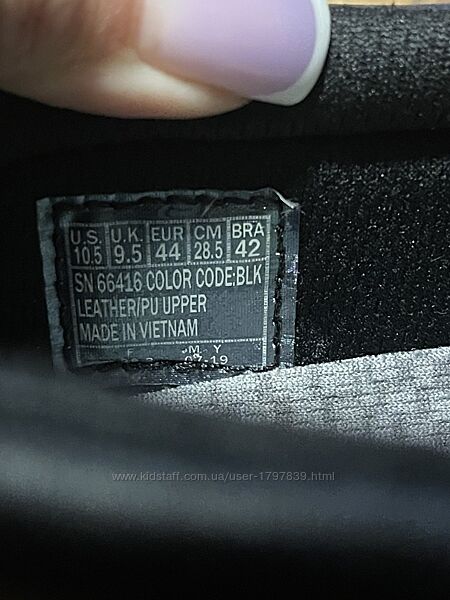 U.S. U.K. EUR CM BRA
10.5 9.5 44 28.5 42
SN 66416 COLOR CODE:BLK
LEATHER/PU UPPER
MADE IN VIETNAM
F M Y
19
www.kidstaff.com.ua/user-1797839.html